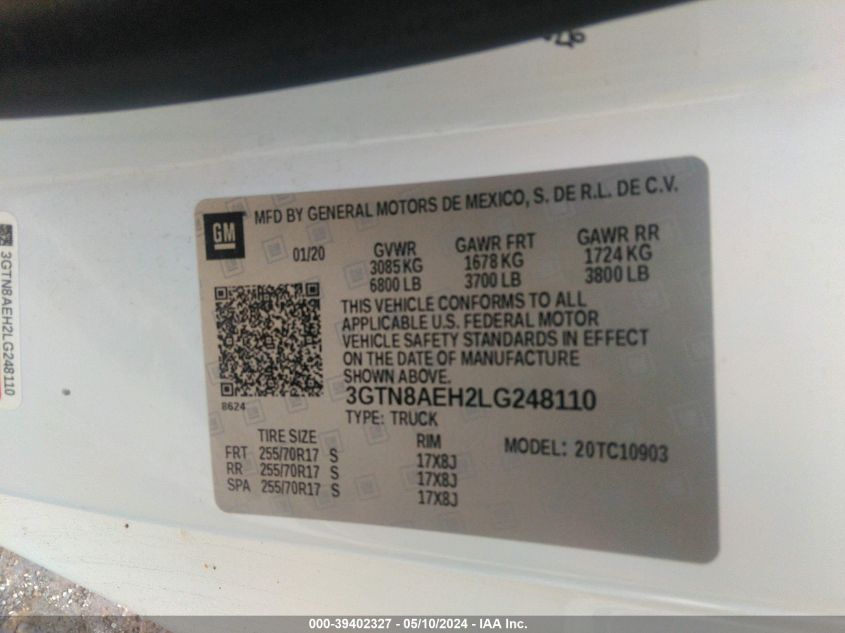 GM
MFD BY GENERAL MOTORS DE MEXICO, S. DE R.L. DE C.V.
01/20
GVWR GAWR FRT GAWR RR
3085 KG 1678 KG 1724 KG
6800 LB 3700 LB 3800 LB
THIS VEHICLE CONFORMS TO ALL
APPLICABLE U.S. FEDERAL MOTOR
VEHICLE SAFETY STANDARDS IN EFFECT
ON THE DATE OF MANUFACTURE
SHOWN ABOVE.
8624
3GTN8AEH2LG248110
TYPE: TRUCK
TIRE SIZE RIM MODEL: 20TC10903
FRT 255/70R17 S 17X8J
RR 255/70R17 S 17X8J
SPA 255/70R17 S 17X8J
3GTN8AEH2LG248110
000-39402327 - 05/10/2024 - IAA Inc.